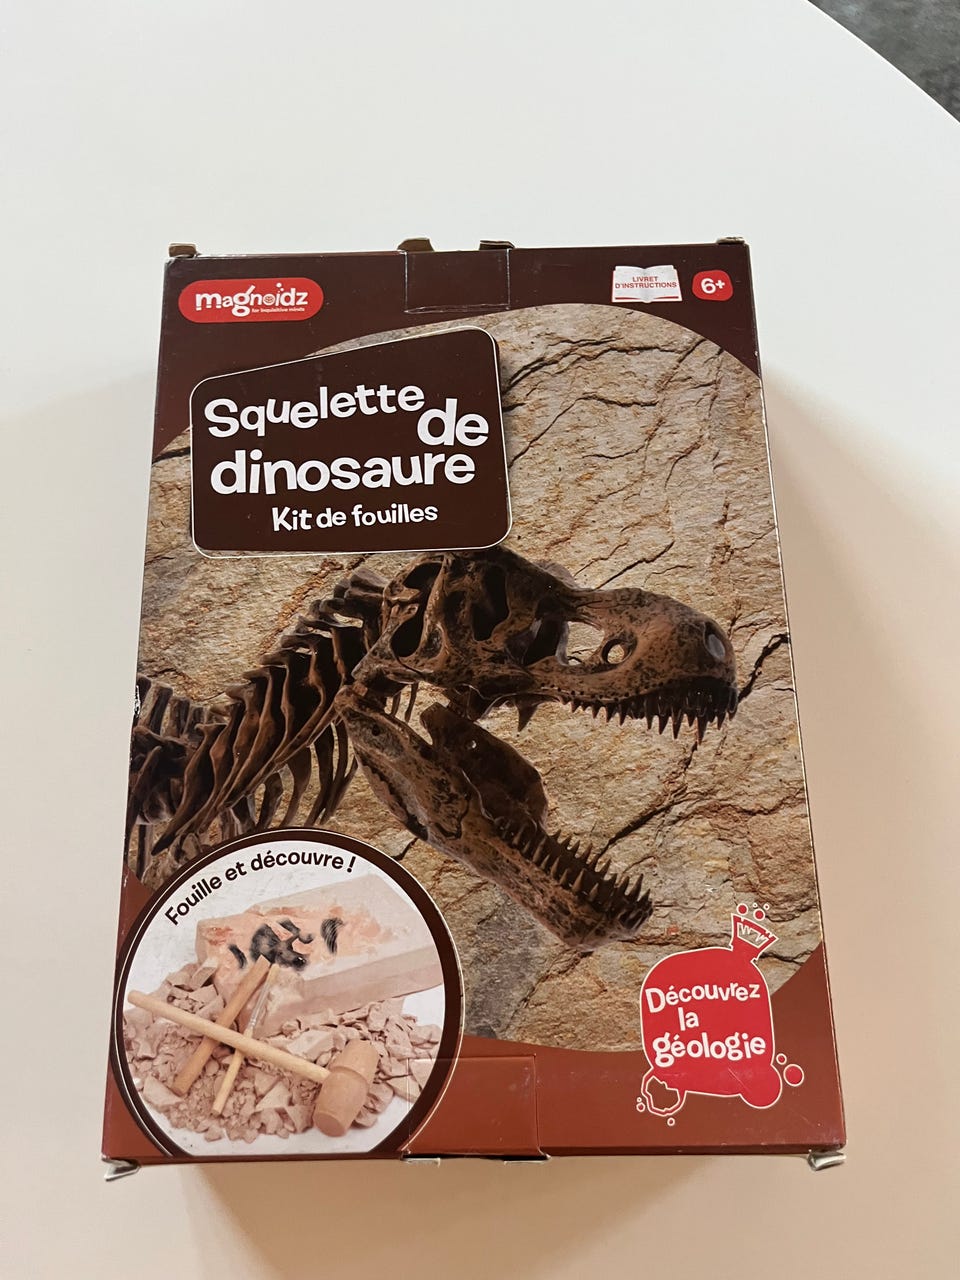 magnoidz
for inquisitive minds
LIVRET
D'INSTRUCTIONS
6+
Squelette
de
dinosaure
Kit de fouilles
Fouille et découvre !
Découvrez
la
géologie